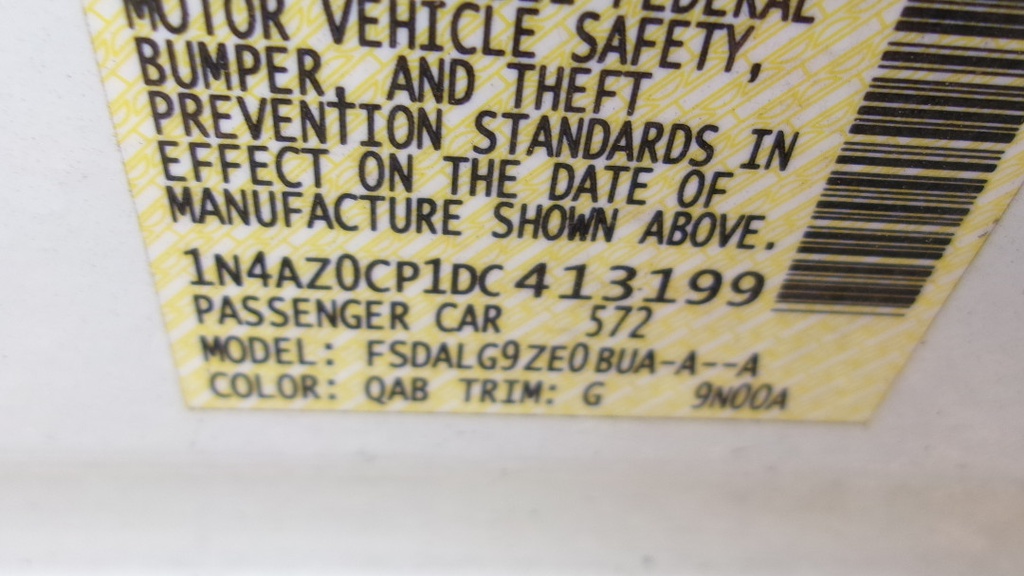 FEDERAL
MOTOR VEHICLE SAFETY,
BUMPER, AND THEFT
PREVENTION STANDARDS IN
EFFECT ON THE DATE OF
MANUFACTURE SHOWN ABOVE.
1N4AZ0CP1DC413199
PASSENGER CAR 572
MODEL: FSDALG9ZE0BUA-A--A
COLOR: QAB TRIM: G 9N00A